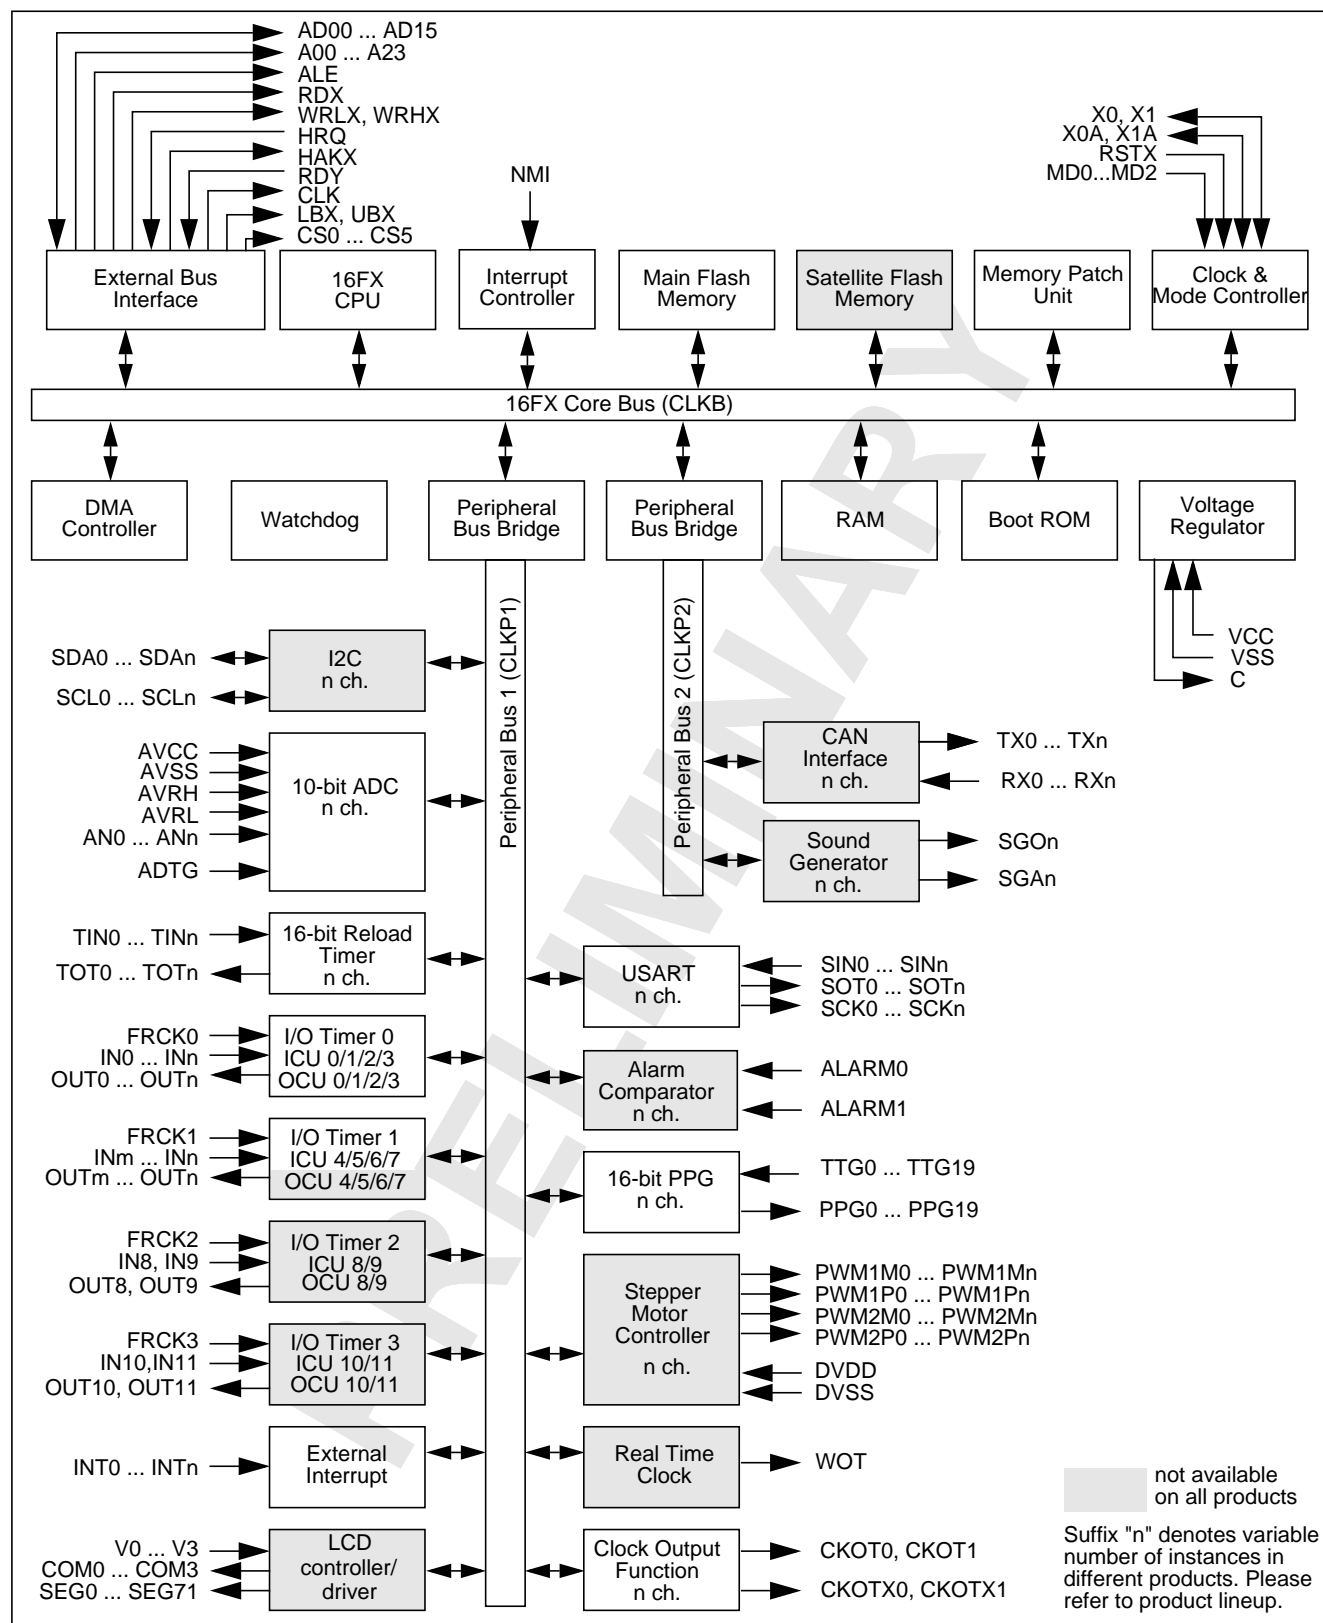 AD00 ... AD15
A00 ... A23
ALE
RDX
WRLX, WRHX
HRQ
HAKX
RDY
CLK
LBX, UBX
CS0 ... CS5
NMI
X0, X1
X0A, X1A
RSTX
MD0...MD2
External Bus
Interface
16FX
CPU
Interrupt
Controller
Main Flash
Memory
Satellite Flash
Memory
Memory Patch
Unit
Clock &
Mode Controller
16FX Core Bus (CLKB)
DMA
Controller
Watchdog
Peripheral
Bus Bridge
Peripheral
Bus Bridge
RAM
Boot ROM
Voltage
Regulator
VCC
VSS
C
Peripheral Bus 1 (CLKP1)
Peripheral Bus 2 (CLKP2)
SDA0 ... SDAn
SCL0 ... SCLn
I2C
n ch.
AVCC
AVSS
AVRH
AVRL
AN0 ... ANn
ADTG
10-bit ADC
n ch.
TIN0 ... TINn
TOT0 ... TOTn
16-bit Reload
Timer
n ch.
FRCK0
IN0 ... INn
OUT0 ... OUTn
I/O Timer 0
ICU 0/1/2/3
OCU 0/1/2/3
FRCK1
INm ... INn
OUTm ... OUTn
I/O Timer 1
ICU 4/5/6/7
OCU 4/5/6/7
FRCK2
IN8, IN9
OUT8, OUT9
I/O Timer 2
ICU 8/9
OCU 8/9
FRCK3
IN10,IN11
OUT10, OUT11
I/O Timer 3
ICU 10/11
OCU 10/11
INT0 ... INTn
External
Interrupt
V0 ... V3
COM0 ... COM3
SEG0 ... SEG71
LCD
controller/
driver
CAN
Interface
n ch.
TX0 ... TXn
RX0 ... RXn
Sound
Generator
n ch.
SGOn
SGAn
USART
n ch.
SIN0 ... SINn
SOT0 ... SOTn
SCK0 ... SCKn
Alarm
Comparator
n ch.
ALARM0
ALARM1
16-bit PPG
n ch.
TTG0 ... TTG19
PPG0 ... PPG19
Stepper
Motor
Controller
n ch.
PWM1M0 ... PWM1Mn
PWM1P0 ... PWM1Pn
PWM2M0 ... PWM2Mn
PWM2P0 ... PWM2Pn
DVDD
DVSS
Real Time
Clock
WOT
Clock Output
Function
n ch.
CKOT0, CKOT1
CKOTX0, CKOTX1
not available
on all products
Suffix "n" denotes variable
number of instances in
different products. Please
refer to product lineup.
PRELIMINARY